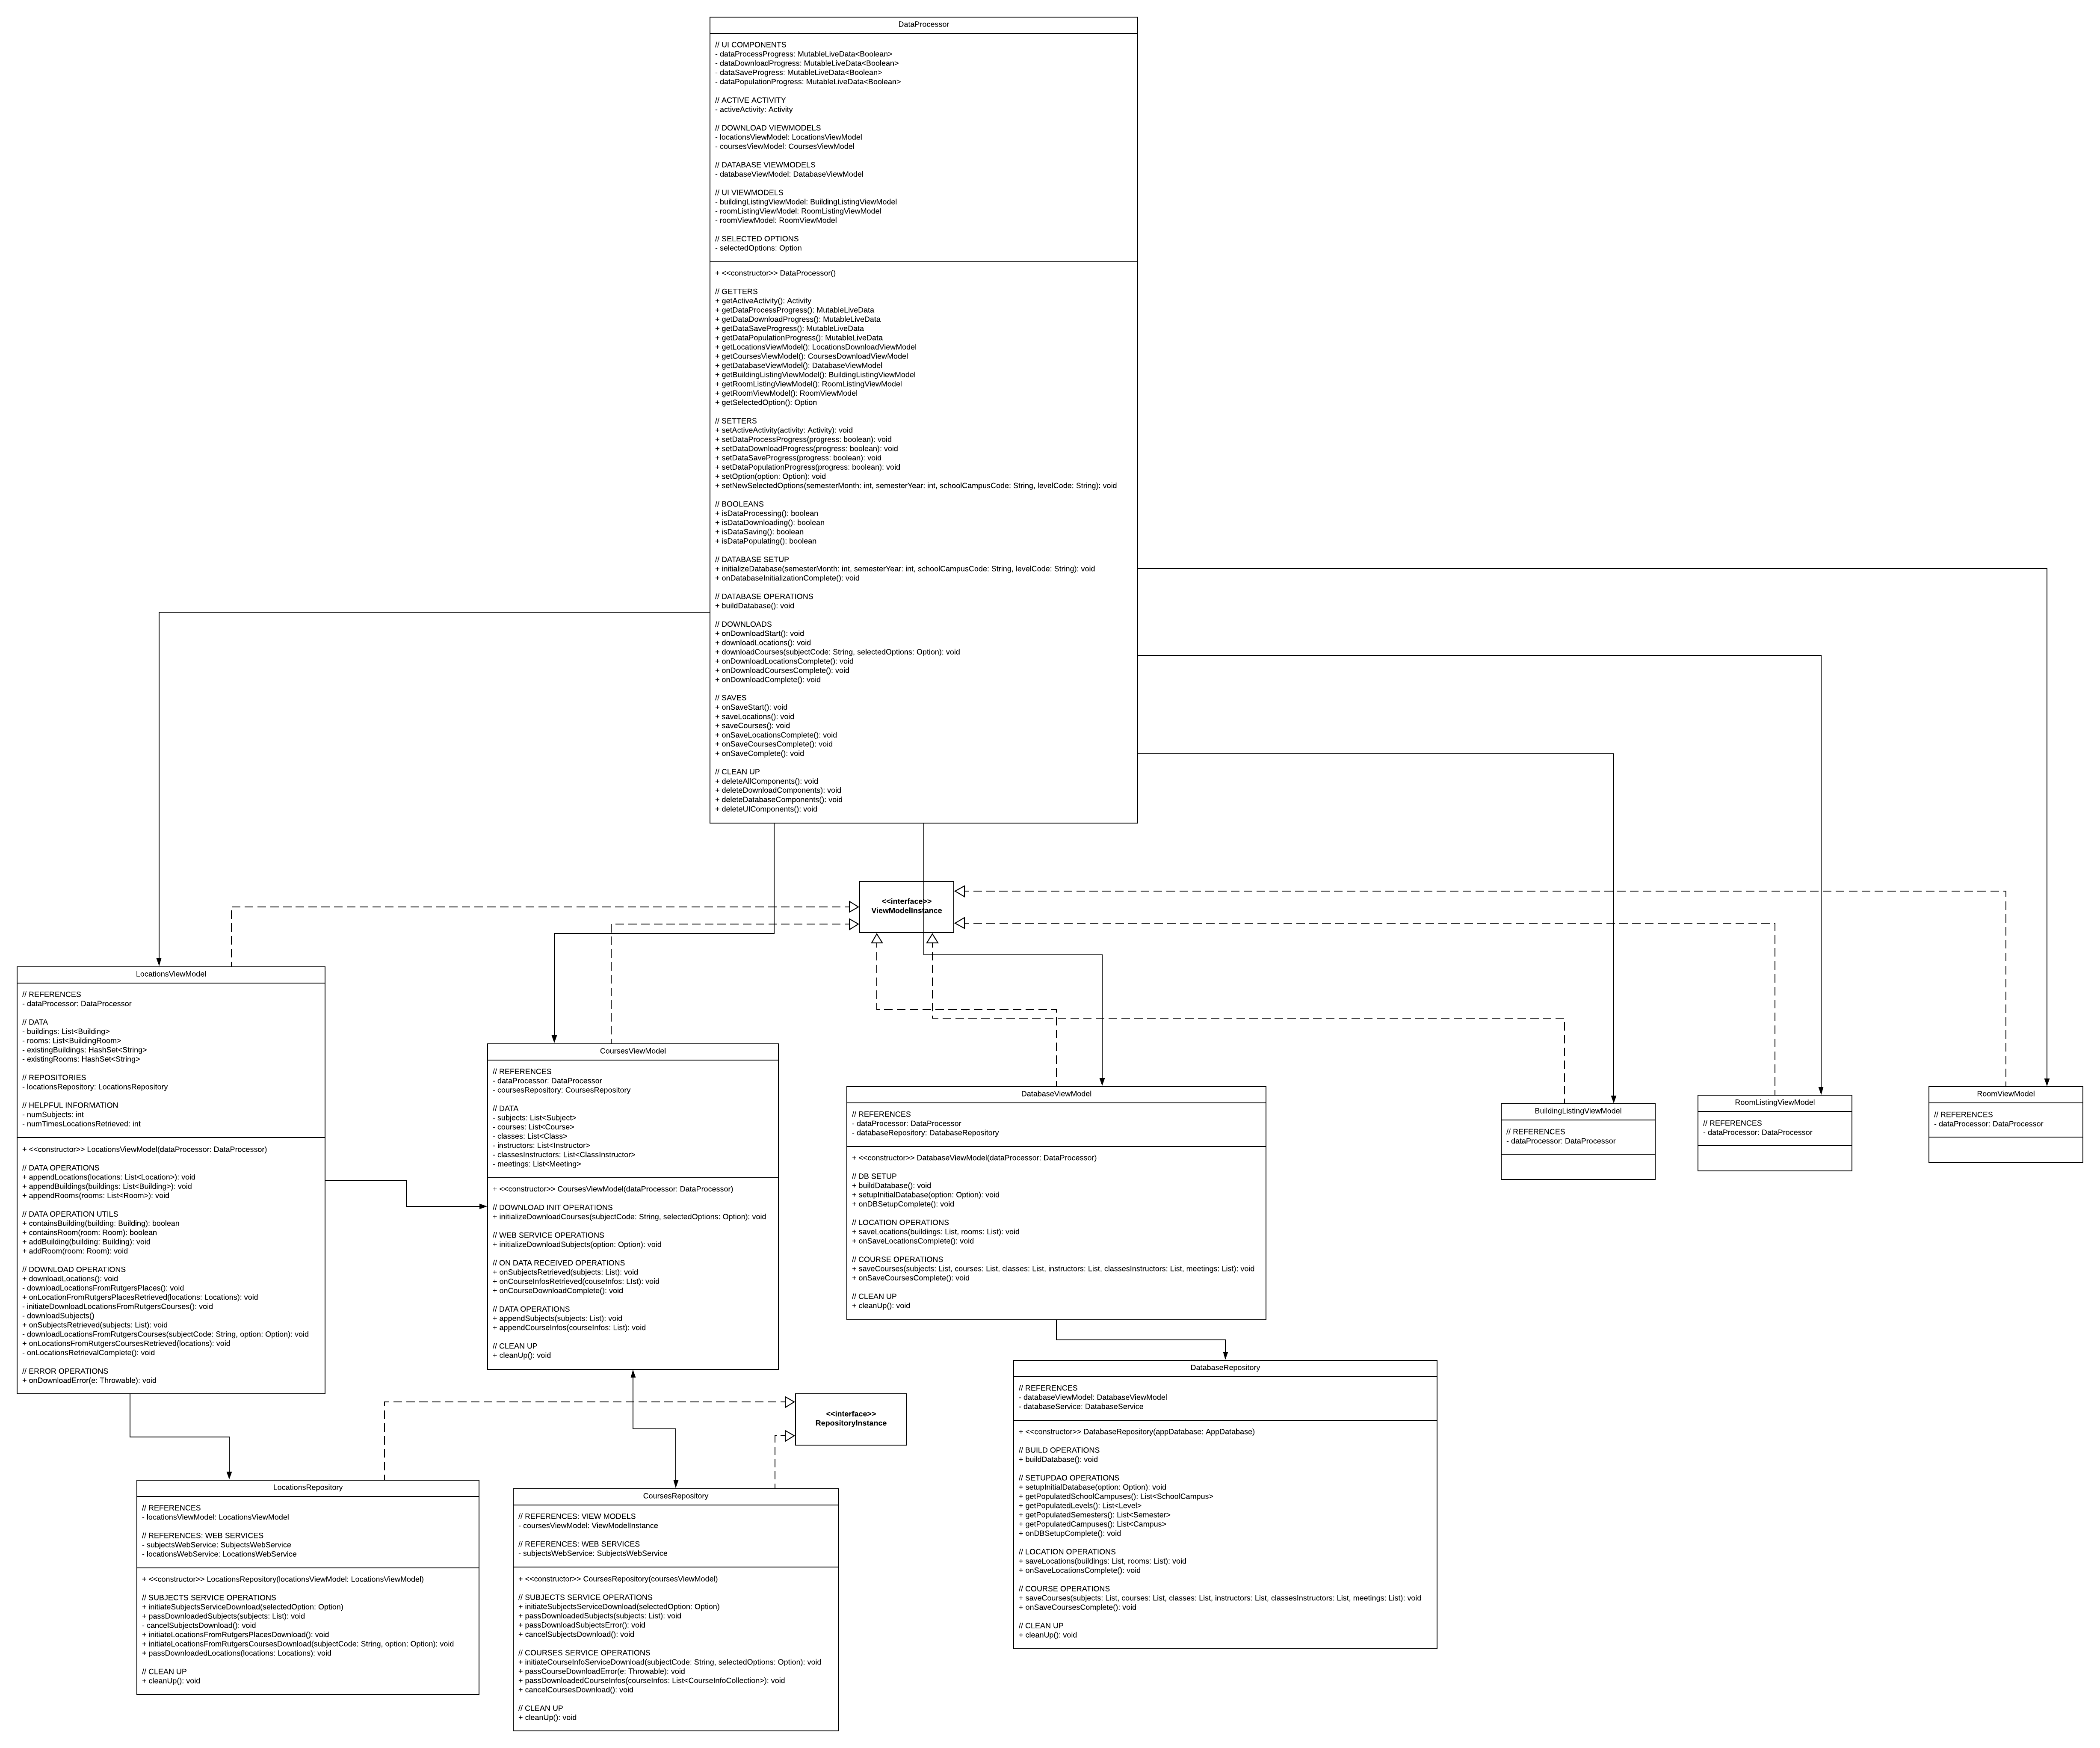 DataProcessor
// UI COMPONENTS
- dataProcessProgress: MutableLiveData<Boolean>
- dataDownloadProgress: MutableLiveData<Boolean>
- dataSaveProgress: MutableLiveData<Boolean>
- dataPopulationProgress: MutableLiveData<Boolean>
// ACTIVE ACTIVITY
- activeActivity: Activity
// DOWNLOAD VIEWMODELS
- locationsViewModel: LocationsViewModel
- coursesViewModel: CoursesViewModel
// DATABASE VIEWMODELS
- databaseViewModel: DatabaseViewModel
// UI VIEWMODELS
- buildingListingViewModel: BuildingListingViewModel
- roomListingViewModel: RoomListingViewModel
- roomViewModel: RoomViewModel
// SELECTED OPTIONS
- selectedOptions: Option
+ <<constructor>> DataProcessor()
// GETTERS
+ getActiveActivity(): Activity
+ getDataProcessProgress(): MutableLiveData
+ getDataDownloadProgress(): MutableLiveData
+ getDataSaveProgress(): MutableLiveData
+ getDataPopulationProgress(): MutableLiveData
+ getLocationsViewModel(): LocationsDownloadViewModel
+ getCoursesViewModel(): CoursesDownloadViewModel
+ getDatabaseViewModel(): DatabaseViewModel
+ getBuildingListingViewModel(): BuildingListingViewModel
+ getRoomListingViewModel(): RoomListingViewModel
+ getRoomViewModel(): RoomViewModel
+ getSelectedOption(): Option
// SETTERS
+ setActiveActivity(activity: Activity): void
+ setDataProcessProgress(progress: boolean): void
+ setDataDownloadProgress(progress: boolean): void
+ setDataSaveProgress(progress: boolean): void
+ setDataPopulationProgress(progress: boolean): void
+ setOption(option: Option): void
+ setNewSelectedOptions(semesterMonth: int, semesterYear: int, schoolCampusCode: String, levelCode: String): void
// BOOLEANS
+ isDataProcessing(): boolean
+ isDataDownloading(): boolean
+ isDataSaving(): boolean
+ isDataPopulating(): boolean
// DATABASE SETUP
+ initializeDatabase(semesterMonth: int, semesterYear: int, schoolCampusCode: String, levelCode: String): void
+ onDatabaseInitializationComplete(): void
// DATABASE OPERATIONS
+ buildDatabase(): void
// DOWNLOADS
+ onDownloadStart(): void
+ downloadLocations(): void
+ downloadCourses(subjectCode: String, selectedOptions: Option): void
+ onDownloadLocationsComplete(): void
+ onDownloadCoursesComplete(): void
+ onDownloadComplete(): void
// SAVES
+ onSaveStart(): void
+ saveLocations(): void
+ saveCourses(): void
+ onSaveLocationsComplete(): void
+ onSaveCoursesComplete(): void
+ onSaveComplete(): void
// CLEAN UP
+ deleteAllComponents(): void
+ deleteDownloadComponents): void
+ deleteDatabaseComponents(): void
+ deleteUIComponents(): void
<<interface>>
ViewModelInstance
LocationsViewModel
// REFERENCES
- dataProcessor: DataProcessor
// DATA
- buildings: List<Building>
- rooms: List<BuildingRoom>
- existingBuildings: HashSet<String>
- existingRooms: HashSet<String>
// REPOSITORIES
- locationsRepository: LocationsRepository
// HELPFUL INFORMATION
- numSubjects: int
- numTimesLocationsRetrieved: int
+ <<constructor>> LocationsViewModel(dataProcessor: DataProcessor)
// DATA OPERATIONS
+ appendLocations(locations: List<Location>): void
+ appendBuildings(buildings: List<Building>): void
+ appendRooms(rooms: List<Room>): void
// DATA OPERATION UTILS
+ containsBuilding(building: Building): boolean
+ containsRoom(room: Room): boolean
+ addBuilding(building: Building): void
+ addRoom(room: Room): void
// DOWNLOAD OPERATIONS
+ downloadLocations(): void
- downloadLocationsFromRutgersPlaces(): void
+ onLocationFromRutgersPlacesRetrieved(locations: Locations): void
- initiateDownloadLocationsFromRutgersCourses(): void
- downloadSubjects()
+ onSubjectsRetrieved(subjects: List): void
- downloadLocationsFromRutgersCourses(subjectCode: String, option: Option): void
+ onLocationsFromRutgersCoursesRetrieved(locations): void
- onLocationsRetrievalComplete(): void
// ERROR OPERATIONS
+ onDownloadError(e: Throwable): void
CoursesViewModel
// REFERENCES
- dataProcessor: DataProcessor
- coursesRepository: CoursesRepository
// DATA
- subjects: List<Subject>
- courses: List<Course>
- classes: List<Class>
- instructors: List<Instructor>
- classesInstructors: List<ClassInstructor>
- meetings: List<Meeting>
+ <<constructor>> CoursesViewModel(dataProcessor: DataProcessor)
// DOWNLOAD INIT OPERATIONS
+ initializeDownloadCourses(subjectCode: String, selectedOptions: Option): void
// WEB SERVICE OPERATIONS
+ initializeDownloadSubjects(option: Option): void
// ON DATA RECEIVED OPERATIONS
+ onSubjectsRetrieved(subjects: List): void
+ onCourseInfosRetrieved(couseInfos: LIst): void
+ onCourseDownloadComplete(): void
// DATA OPERATIONS
+ appendSubjects(subjects: List): void
+ appendCourseInfos(courseInfos: List): void
// CLEAN UP
+ cleanUp(): void
DatabaseViewModel
// REFERENCES
- dataProcessor: DataProcessor
- databaseRepository: DatabaseRepository
+ <<constructor>> DatabaseViewModel(dataProcessor: DataProcessor)
// DB SETUP
+ buildDatabase(): void
+ setupInitialDatabase(option: Option): void
+ onDBSetupComplete(): void
// LOCATION OPERATIONS
+ saveLocations(buildings: List, rooms: List): void
+ onSaveLocationsComplete(): void
// COURSE OPERATIONS
+ saveCourses(subjects: List, courses: List, classes: List, instructors: List, classesInstructors: List, meetings: List): void
+ onSaveCoursesComplete(): void
// CLEAN UP
+ cleanUp(): void
BuildingListingViewModel
// REFERENCES
- dataProcessor: DataProcessor
RoomListingViewModel
// REFERENCES
- dataProcessor: DataProcessor
RoomViewModel
// REFERENCES
- dataProcessor: DataProcessor
<<interface>>
RepositoryInstance
LocationsRepository
// REFERENCES
- locationsViewModel: LocationsViewModel
// REFERENCES: WEB SERVICES
- subjectsWebService: SubjectsWebService
- locationsWebService: LocationsWebService
+ <<constructor>> LocationsRepository(locationsViewModel: LocationsViewModel)
// SUBJECTS SERVICE OPERATIONS
+ initiateSubjectsServiceDownload(selectedOption: Option)
+ passDownloadedSubjects(subjects: List): void
- cancelSubjectsDownload(): void
+ initiateLocationsFromRutgersPlacesDownload(): void
+ initiateLocationsFromRutgersCoursesDownload(subjectCode: String, option: Option): void
+ passDownloadedLocations(locations: Locations): void
// CLEAN UP
+ cleanUp(): void
CoursesRepository
// REFERENCES: VIEW MODELS
- coursesViewModel: ViewModelInstance
// REFERENCES: WEB SERVICES
- subjectsWebService: SubjectsWebService
+ <<constructor>> CoursesRepository(coursesViewModel)
// SUBJECTS SERVICE OPERATIONS
+ initiateSubjectsServiceDownload(selectedOption: Option)
+ passDownloadedSubjects(subjects: List): void
+ passDownloadSubjectsError(): void
+ cancelSubjectsDownload(): void
// COURSES SERVICE OPERATIONS
+ initiateCourseInfoServiceDownload(subjectCode: String, selectedOptions: Option): void
+ passCourseDownloadError(e: Throwable): void
+ passDownloadedCourseInfos(courseInfos: List<CourseInfoCollection>): void
+ cancelCoursesDownload(): void
// CLEAN UP
+ cleanUp(): void
DatabaseRepository
// REFERENCES
- databaseViewModel: DatabaseViewModel
- databaseService: DatabaseService
+ <<constructor>> DatabaseRepository(appDatabase: AppDatabase)
// BUILD OPERATIONS
+ buildDatabase(): void
// SETUPDAO OPERATIONS
+ setupInitialDatabase(option: Option): void
+ getPopulatedSchoolCampuses(): List<SchoolCampus>
+ getPopulatedLevels(): List<Level>
+ getPopulatedSemesters(): List<Semester>
+ getPopulatedCampuses(): List<Campus>
+ onDBSetupComplete(): void
// LOCATION OPERATIONS
+ saveLocations(buildings: List, rooms: List): void
+ onSaveLocationsComplete(): void
// COURSE OPERATIONS
+ saveCourses(subjects: List, courses: List, classes: List, instructors: List, classesInstructors: List, meetings: List): void
+ onSaveCoursesComplete(): void
// CLEAN UP
+ cleanUp(): void